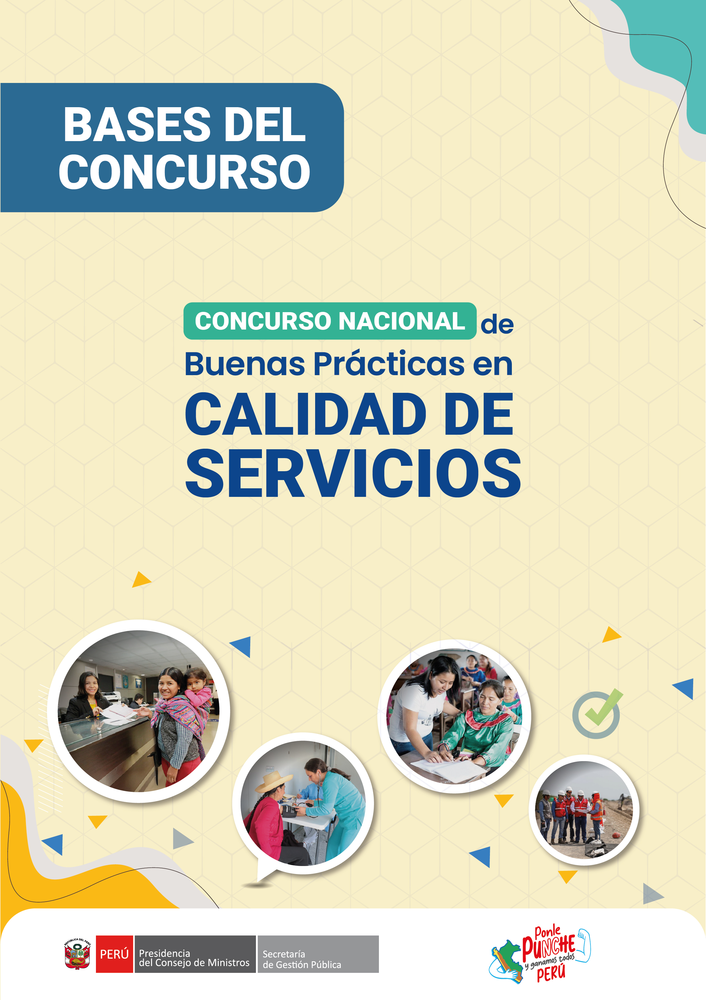 BASES DEL
CONCURSO
CONCURSO NACIONAL de
Buenas Prácticas en
CALIDAD DE
SERVICIOS
REPÚBLICA DEL PERÚ
PERÚ
Presidencia
del Consejo de Ministros
Secretaría
de Gestión Pública
Ponle
PUNCHE
y ganamos todos
PERÚ